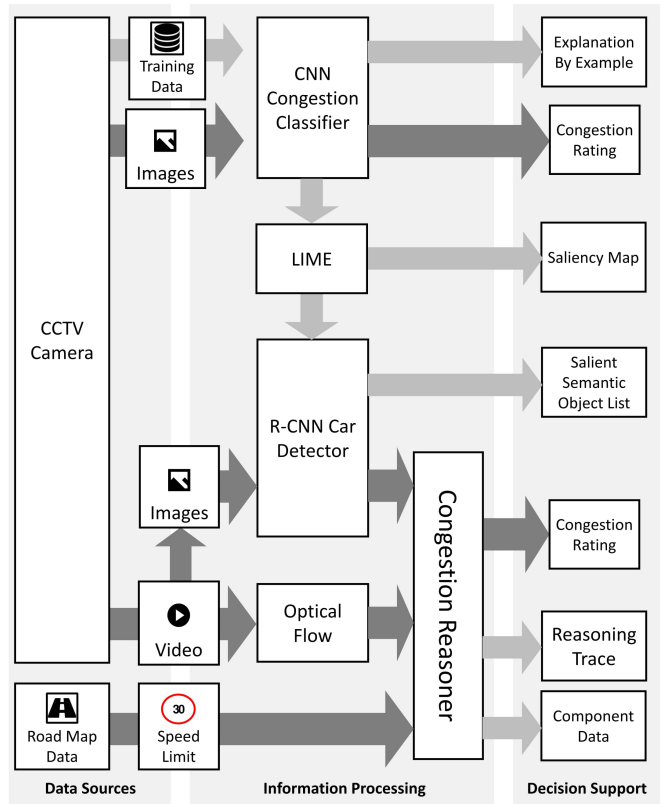 Training
Data
CNN
Congestion
Classifier
Explanation
By Example
Images
Congestion
Rating
LIME
Saliency Map
CCTV
Camera
R-CNN Car
Detector
Salient
Semantic
Object List
Images
Congestion Reasoner
Congestion
Rating
Video
Optical
Flow
Reasoning
Trace
Road Map
Data
30
Speed
Limit
Component
Data
Data Sources
Information Processing
Decision Support